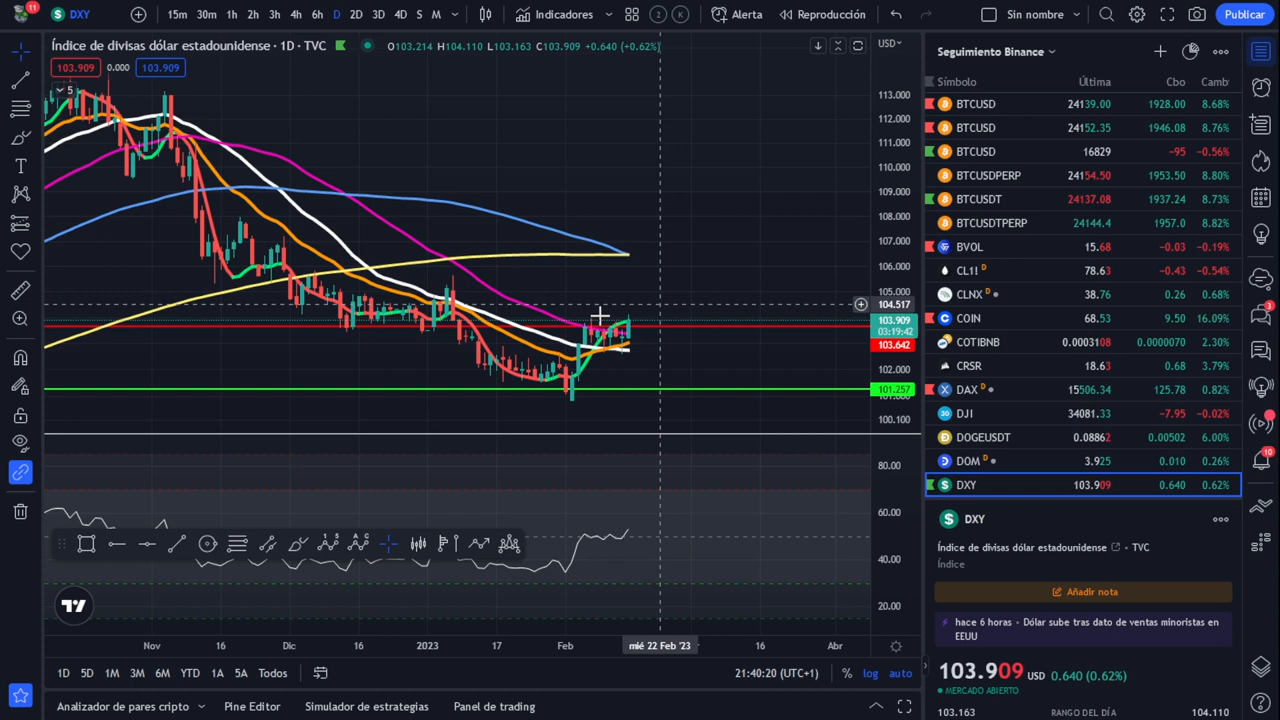 11
DXY
15m 30m 1h 2h 3h 4h 6h D 2D 3D 4D S M
Indicadores
2 K
Alerta
Reproducción
Sin nombre
Publicar
Índice de divisas dólar estadounidense · 1D · TVC
O103.214 H104.110 L103.163 C103.909 +0.640 (+0.62%)
103.909 0.000 103.909
5
USD
113.000
112.000
111.000
110.000
109.000
108.000
107.000
106.000
105.000
104.517
103.909
03:19:42
103.642
102.000
101.257
101.000
100.100
80.00
60.00
40.00
20.00
Nov 16 Dic 16 2023 17 Feb mié 22 Feb '23 16 Abr
1D 5D 1M 3M 6M YTD 1A 5A Todos
21:40:20 (UTC+1) % log auto
Analizador de pares cripto Pine Editor Simulador de estrategias Panel de trading
Seguimiento Binance
Símbolo Última Cbo Camb
BTCUSD 24139.00 1928.00 8.68%
BTCUSD 24152.35 1946.08 8.76%
BTCUSD 16829 −95 −0.56%
BTCUSDPERP 24154.50 1953.50 8.80%
BTCUSDT 24137.08 1937.24 8.73%
BTCUSDTPERP 24144.4 1957.0 8.82%
BVOL 15.68 −0.03 −0.19%
CL1! D 78.63 −0.43 −0.54%
CLNX D 38.76 0.26 0.68%
COIN 68.53 9.50 16.09%
COTIBNB 0.0003108 0.0000070 2.30%
CRSR 18.63 0.68 3.79%
DAX D 15506.34 125.78 0.82%
DJI 34081.33 −7.95 −0.02%
DOGEUSDT 0.08862 0.00502 6.00%
DOM D 3.925 0.010 0.26%
DXY 103.909 0.640 0.62%
DXY
Índice de divisas dólar estadounidense · TVC
Índice
Añadir nota
hace 6 horas · Dólar sube tras dato de ventas minoristas en
EEUU
103.909 USD 0.640 (0.62%)
MERCADO ABIERTO
103.163 RANGO DEL DÍA 104.110
3
10